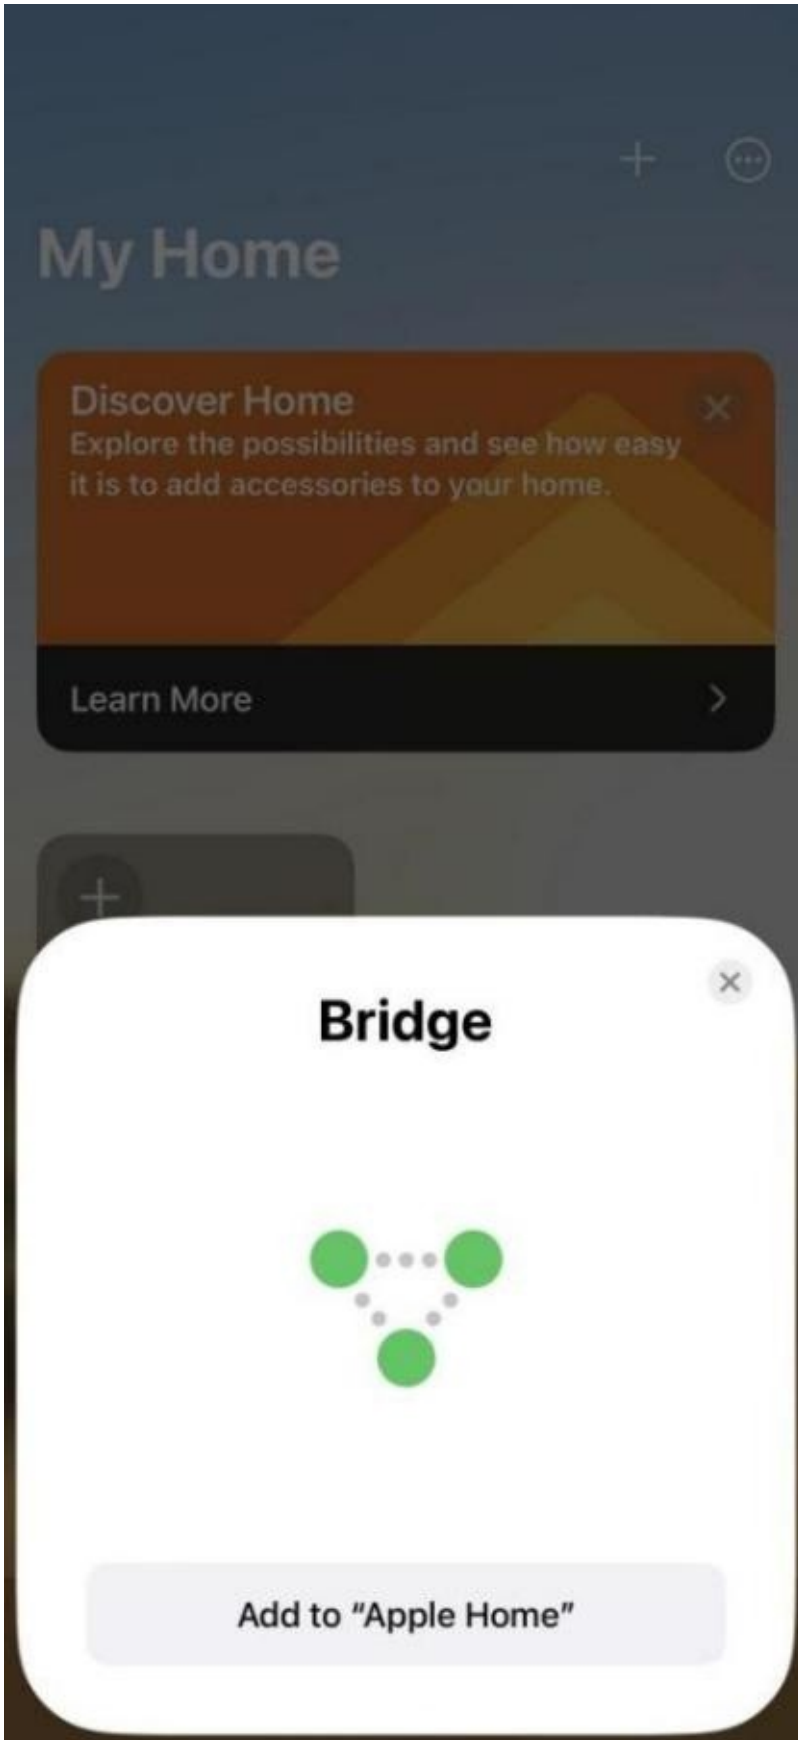 My Home
Discover Home
Explore the possibilities and see how easy
it is to add accessories to your home.
Learn More
Bridge
Add to “Apple Home”